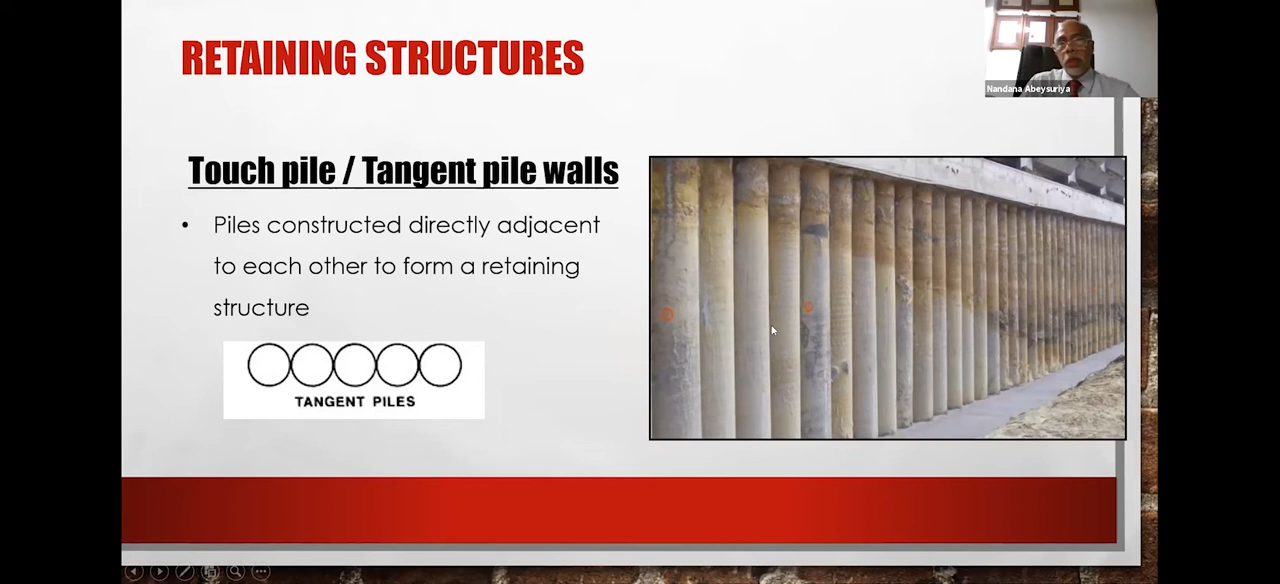 RETAINING STRUCTURES
Nandana Abeysuriya
Touch pile / Tangent pile walls
• Piles constructed directly adjacent
to each other to form a retaining
structure
TANGENT PILES